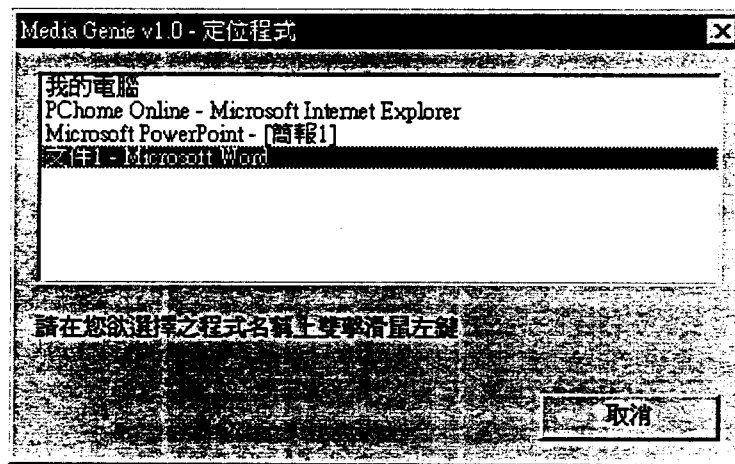 Media Genie v1.0 - 定位程式
我的電腦
PChome Online - Microsoft Internet Explorer
Microsoft PowerPoint - [簡報1]
文件1 - Microsoft Word
請在您欲選擇之程式名稱上雙擊滑鼠左鍵
取消